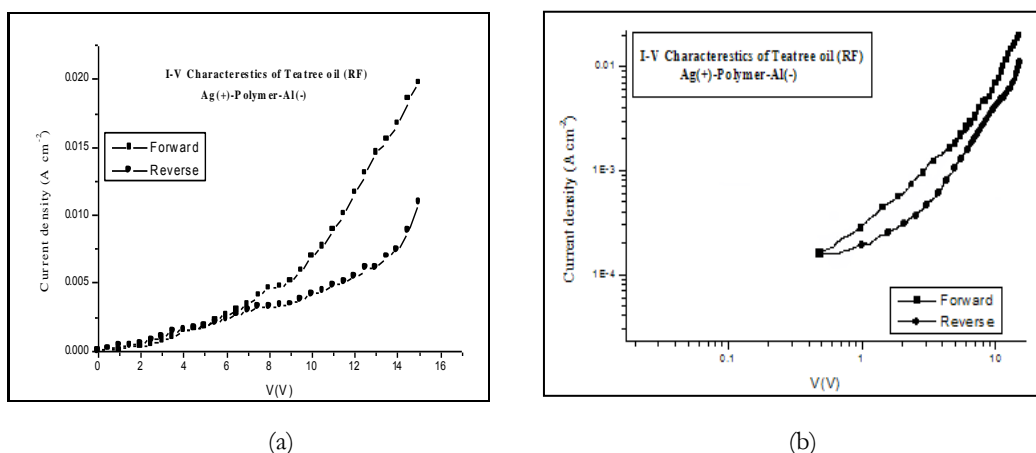 I-V Characterestics of Teatree oil (RF)
Ag(+)-Polymer-Al(-)
Forward
Reverse
Current density (A cm-2)
0.020
0.015
0.010
0.005
0.000
0 2 4 6 8 10 12 14 16
V(V)
(a)
I-V Characterestics of Teatree oil (RF)
Ag(+)-Polymer-Al(-)
Current density (A cm-2)
0.01
1E-3
1E-4
Forward
Reverse
0.1 1 10
V(V)
(b)